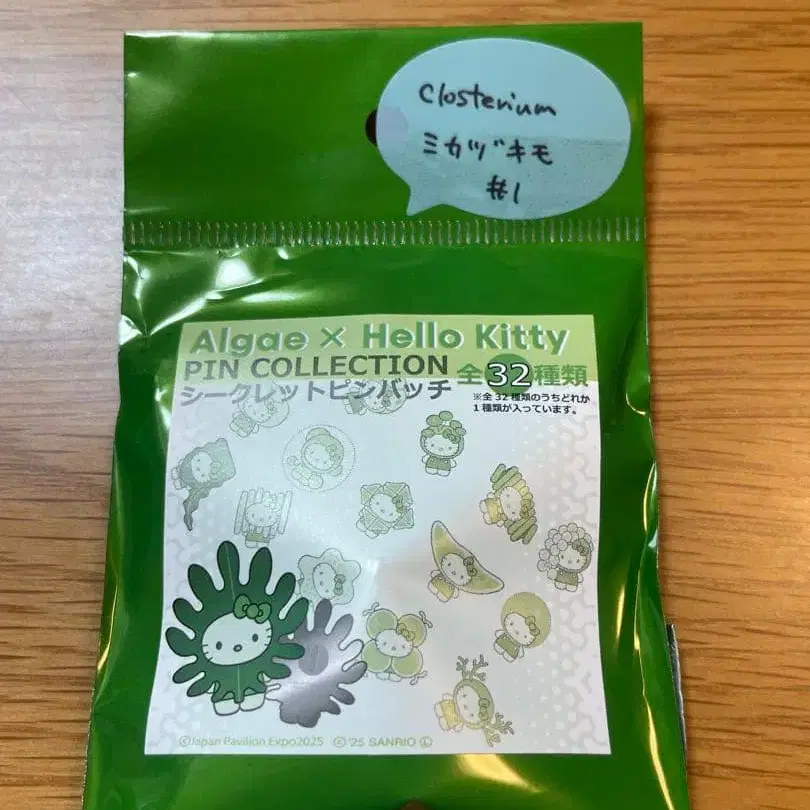 Closterium
ミカヅキモ
#1
Algae × Hello Kitty
PIN COLLECTION
シークレットピンバッチ
全32種類
※全32種類のうちどれか
1種類が入っています。
©Japan Pavilion Expo2025 © '25 SANRIO Ⓛ